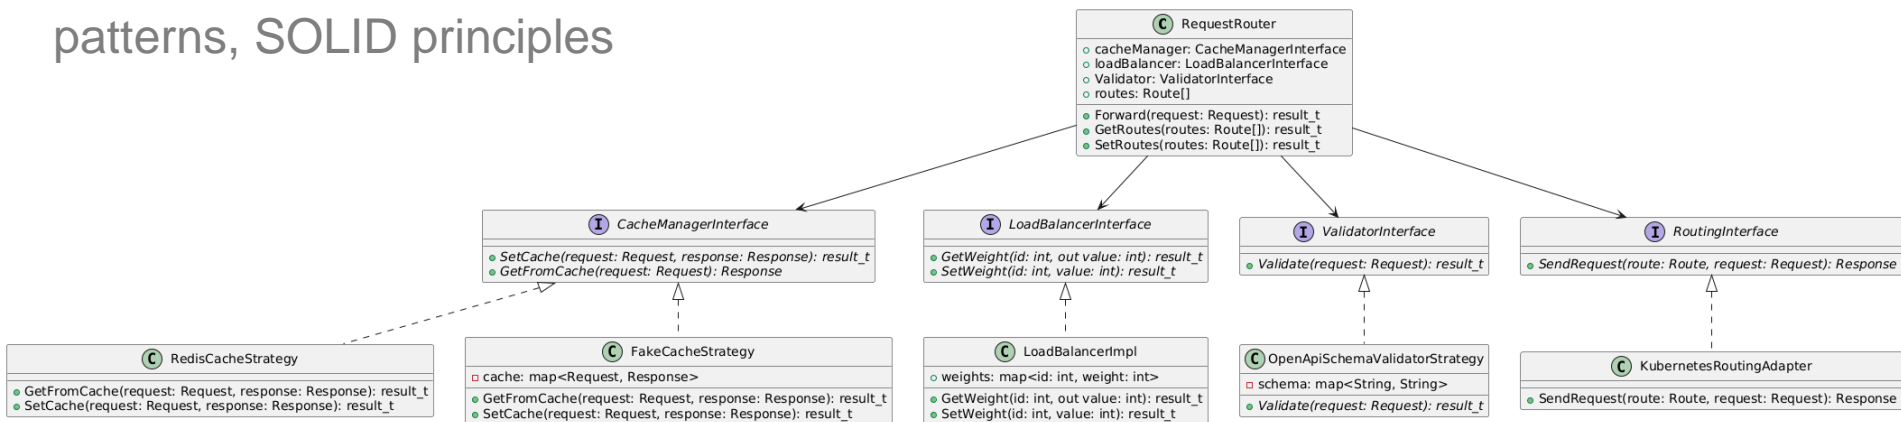 patterns, SOLID principles
C RequestRouter
cacheManager: CacheManagerInterface
loadBalancer: LoadBalancerInterface
Validator: ValidatorInterface
routes: Route[]
Forward(request: Request): result_t
GetRoutes(routes: Route[]): result_t
SetRoutes(routes: Route[]): result_t
I CacheManagerInterface
SetCache(request: Request, response: Response): result_t
GetFromCache(request: Request): Response
I LoadBalancerInterface
GetWeight(id: int, out value: int): result_t
SetWeight(id: int, value: int): result_t
I ValidatorInterface
Validate(request: Request): result_t
I RoutingInterface
SendRequest(route: Route, request: Request): Response
C RedisCacheStrategy
GetFromCache(request: Request, response: Response): result_t
SetCache(request: Request, response: Response): result_t
C FakeCacheStrategy
cache: map<Request, Response>
GetFromCache(request: Request, response: Response): result_t
SetCache(request: Request, response: Response): result_t
C LoadBalancerImpl
weights: map<id: int, weight: int>
GetWeight(id: int, out value: int): result_t
SetWeight(id: int, value: int): result_t
C OpenApiSchemaValidatorStrategy
schema: map<String, String>
Validate(request: Request): result_t
C KubernetesRoutingAdapter
SendRequest(route: Route, request: Request): Response